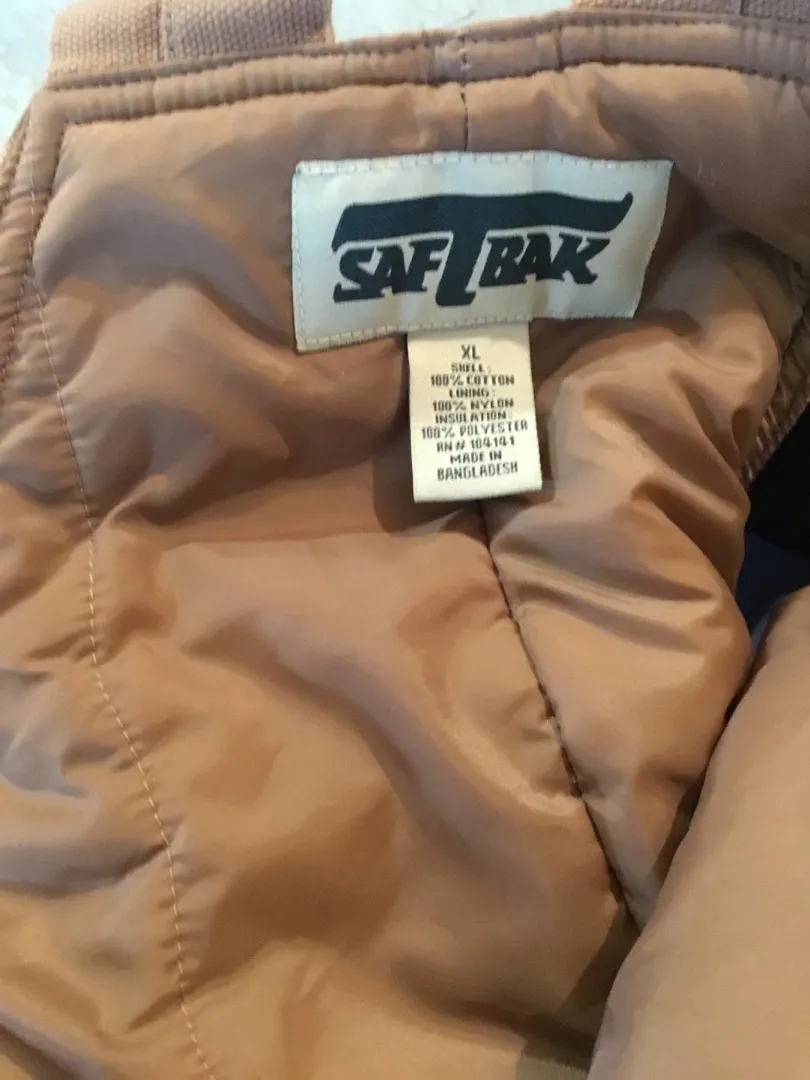 SAFTBAK
XL
SHELL:
100% COTTON
LINING:
100% NYLON
INSULATION:
100% POLYESTER
RN# 104141
MADE IN
BANGLADESH